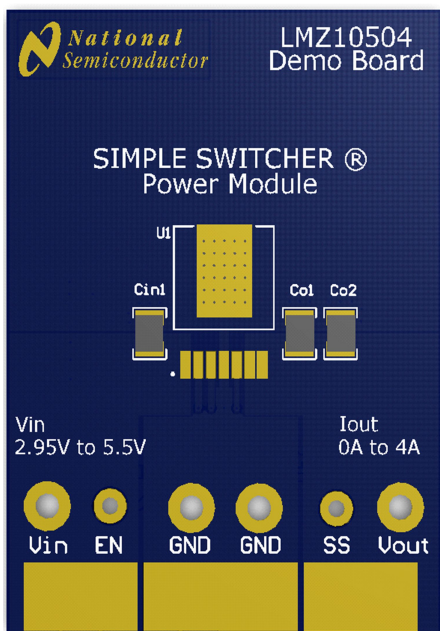 National
Semiconductor
LMZ10504
Demo Board
SIMPLE SWITCHER ®
Power Module
U1
Cin1
Co1
Co2
Vin
2.95V to 5.5V
Iout
0A to 4A
Vin
EN
GND
GND
SS
Vout